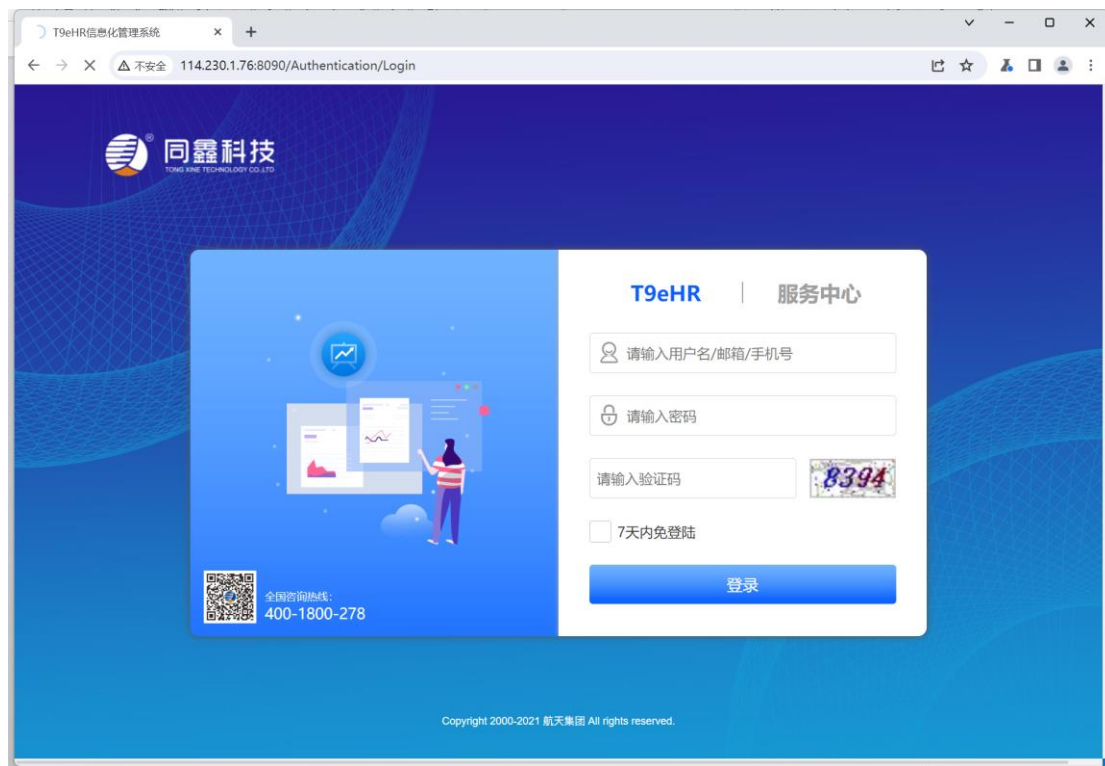 T9eHR信息化管理系统
不安全 114.230.1.76:8090/Authentication/Login
同鑫科技
TONG XINE TECHNOLOGY CO.,LTD
T9eHR 服务中心
请输入用户名/邮箱/手机号
请输入密码
请输入验证码 8394
7天内免登陆
登录
全国咨询热线:
400-1800-278
Copyright 2000-2021 航天集团 All rights reserved.